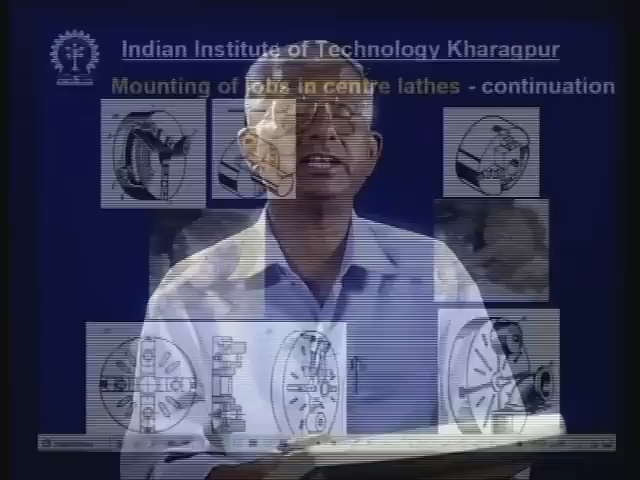 Indian Institute of Technology Kharagpur
Mounting of jobs in centre lathes - continuation